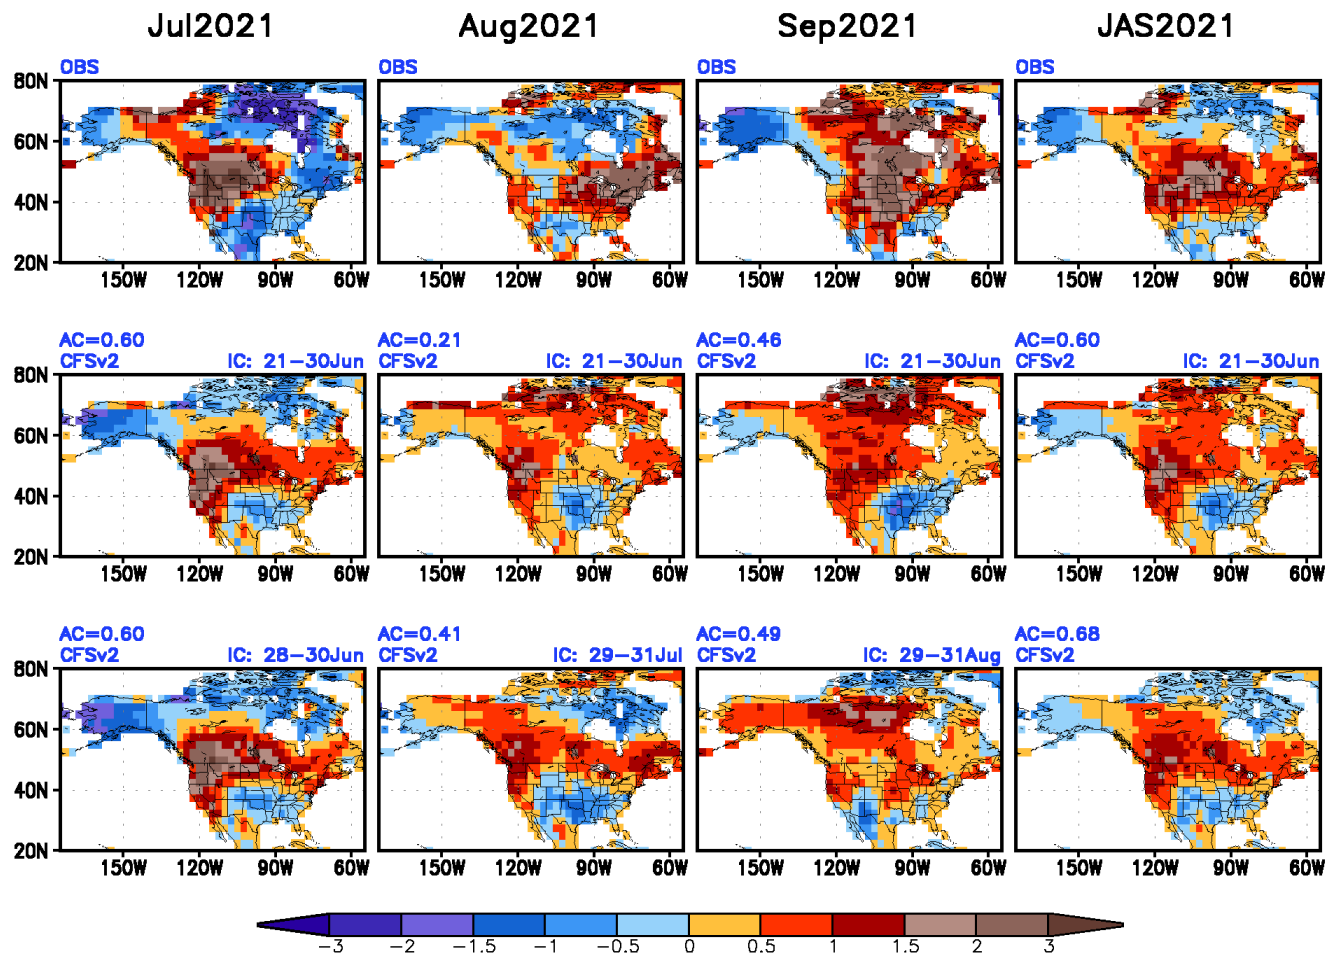 Jul2021 Aug2021 Sep2021 JAS2021
OBS OBS OBS OBS
80N
60N
40N
20N
150W 120W 90W 60W 150W 120W 90W 60W 150W 120W 90W 60W 150W 120W 90W 60W
AC=0.60 AC=0.21 AC=0.46 AC=0.60
CFSv2 IC: 21-30Jun CFSv2 IC: 21-30Jun CFSv2 IC: 21-30Jun CFSv2 IC: 21-30Jun
80N
60N
40N
20N
150W 120W 90W 60W 150W 120W 90W 60W 150W 120W 90W 60W 150W 120W 90W 60W
AC=0.60 AC=0.41 AC=0.49 AC=0.68
CFSv2 IC: 28-30Jun CFSv2 IC: 29-31Jul CFSv2 IC: 29-31Aug CFSv2
80N
60N
40N
20N
150W 120W 90W 60W 150W 120W 90W 60W 150W 120W 90W 60W 150W 120W 90W 60W
-3 -2 -1.5 -1 -0.5 0 0.5 1 1.5 2 3